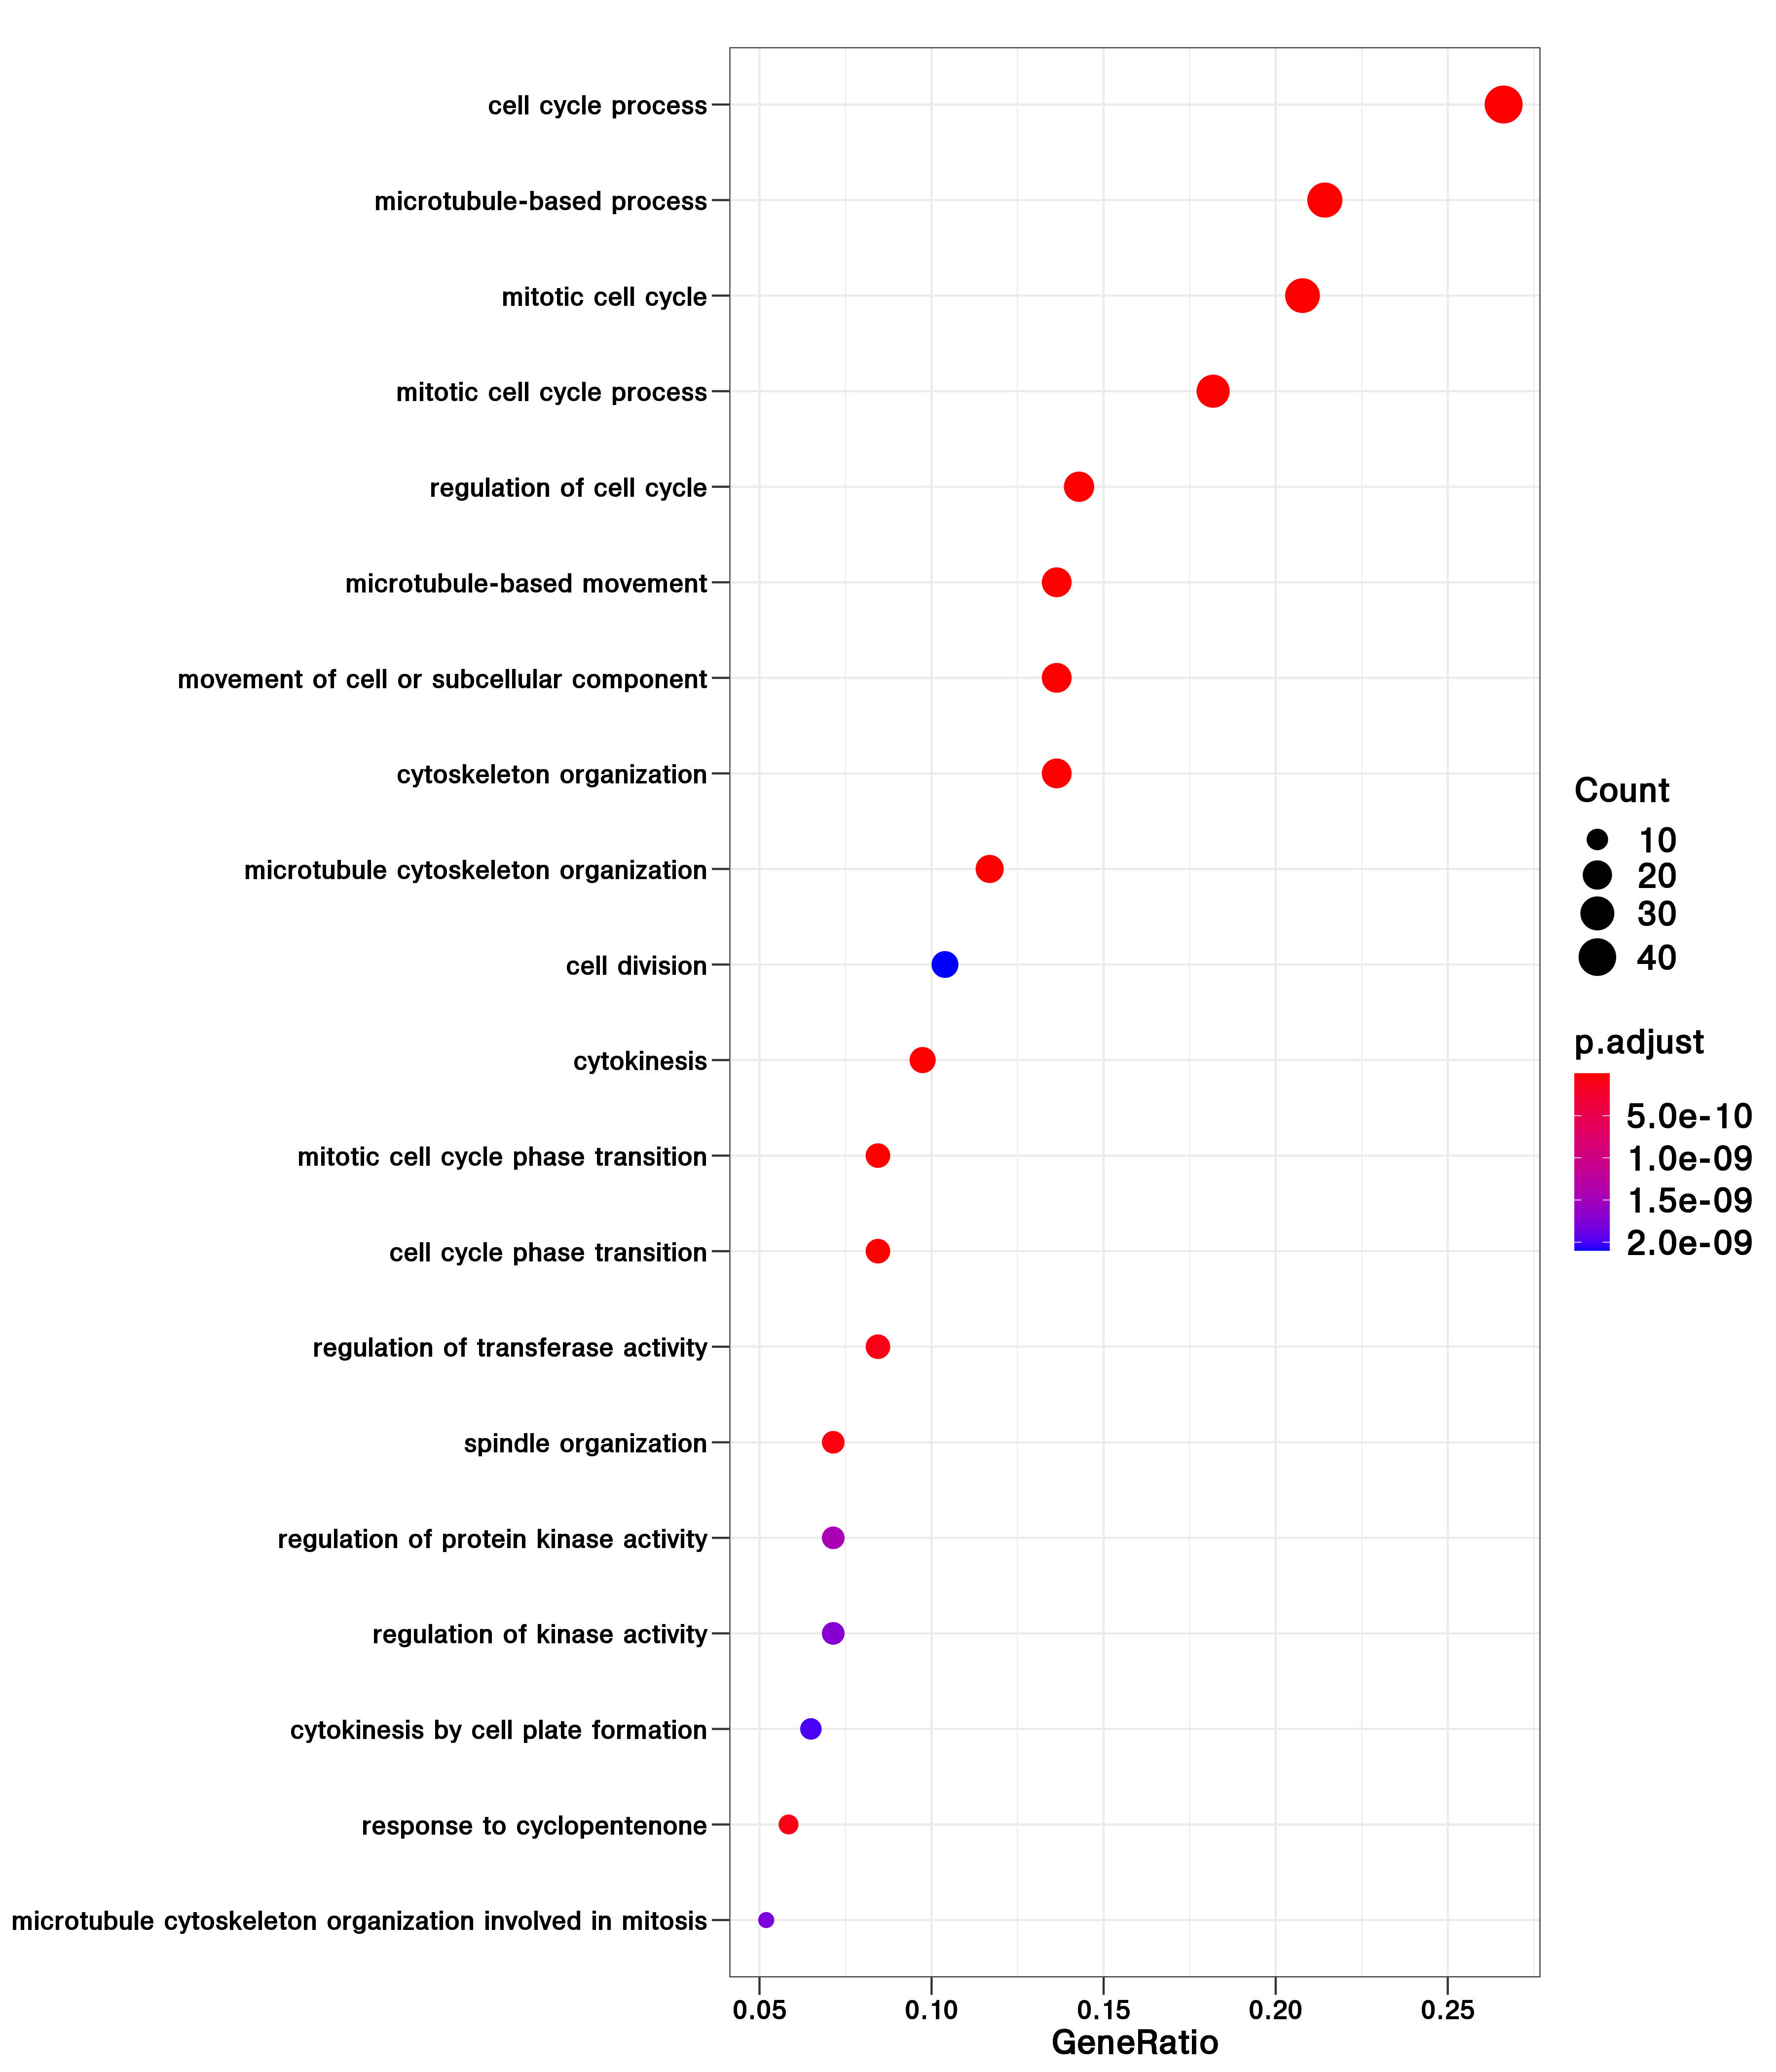 cell cycle process
microtubule-based process
mitotic cell cycle
mitotic cell cycle process
regulation of cell cycle
microtubule-based movement
movement of cell or subcellular component
cytoskeleton organization
microtubule cytoskeleton organization
cell division
cytokinesis
mitotic cell cycle phase transition
cell cycle phase transition
regulation of transferase activity
spindle organization
regulation of protein kinase activity
regulation of kinase activity
cytokinesis by cell plate formation
response to cyclopentenone
microtubule cytoskeleton organization involved in mitosis
0.05 0.10 0.15 0.20 0.25
GeneRatio
Count
10
20
30
40
p.adjust
5.0e-10
1.0e-09
1.5e-09
2.0e-09